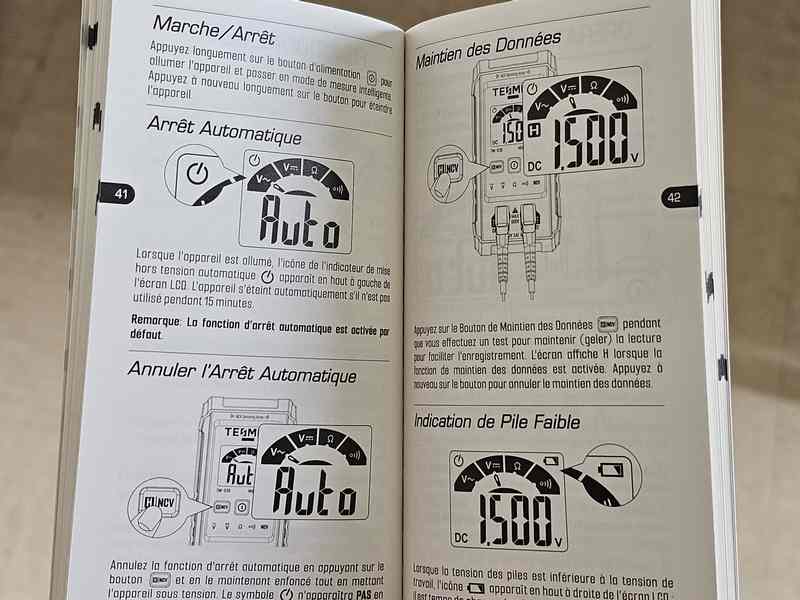 Marche/Arrêt
Appuyez longuement sur le bouton d'alimentation pour
allumer l'appareil et passer en mode de mesure intelligente.
Appuyez à nouveau longuement sur le bouton pour éteindre
l'appareil.
Arrêt Automatique
V~ V Ω
Auto
41
Lorsque l'appareil est allumé, l'icône de l'indicateur de mise
hors tension automatique apparaît en haut à gauche de
l'écran LCD. L'appareil s'éteint automatiquement s'il n'est pas
utilisé pendant 15 minutes.
Remarque: La fonction d'arrêt automatique est activée par
défaut.
Annuler l'Arrêt Automatique
V~ V Ω
Auto
H NCV
Annulez la fonction d'arrêt automatique en appuyant sur le
bouton H NCV et en le maintenant enfoncé tout en mettant
l'appareil sous tension. Le symbole n'apparaîtra PAS en
Maintien des Données
V~ V Ω
H
1.500
DC V
H NCV
42
Appuyez sur le Bouton de Maintien des Données H NCV pendant
que vous effectuez un test pour maintenir (geler) la lecture
pour faciliter l'enregistrement. L'écran affiche H lorsque la
fonction de maintien des données est activée. Appuyez à
nouveau sur le bouton pour annuler le maintien des données.
Indication de Pile Faible
V~ V Ω
1.500
DC V
Lorsque la tension des piles est inférieure à la tension de
travail, l'icône apparaît en haut à droite de l'écran LCD ;